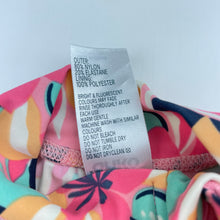 OUTER:
80% NYLON
20% ELASTANE
LINING:
100% POLYESTER
BRIGHT & FLUORESCENT
COLOURS MAY FADE
RINSE THOROUGHLY AFTER
EACH USE
GENTLE WARM
MACHINE WASH WITH SIMILAR
COLOURS
DO NOT BLEACH
DO NOT TUMBLE DRY
DO NOT IRON
DO NOT DRYCLEAN